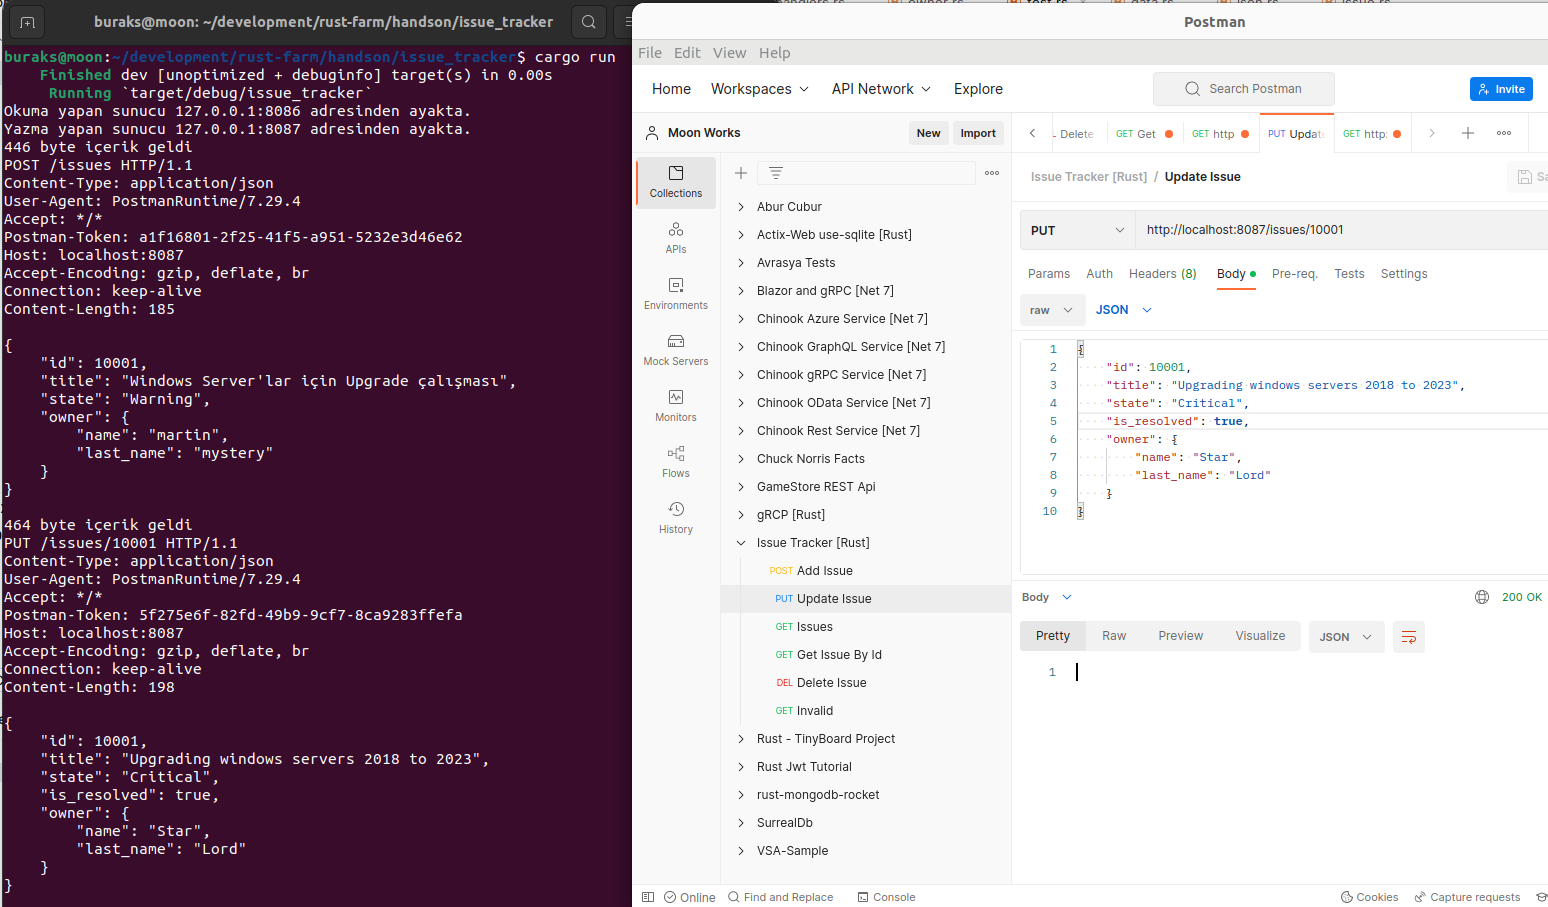 buraks@moon: ~/development/rust-farm/handson/issue_tracker
buraks@moon:~/development/rust-farm/handson/issue_tracker$ cargo run
    Finished dev [unoptimized + debuginfo] target(s) in 0.00s
     Running `target/debug/issue_tracker`
Okuma yapan sunucu 127.0.0.1:8086 adresinden ayakta.
Yazma yapan sunucu 127.0.0.1:8087 adresinden ayakta.
446 byte içerik geldi
POST /issues HTTP/1.1
Content-Type: application/json
User-Agent: PostmanRuntime/7.29.4
Accept: */*
Postman-Token: a1f16801-2f25-41f5-a951-5232e3d46e62
Host: localhost:8087
Accept-Encoding: gzip, deflate, br
Connection: keep-alive
Content-Length: 185
{
    "id": 10001,
    "title": "Windows Server'lar için Upgrade çalışması",
    "state": "Warning",
    "owner": {
        "name": "martin",
        "last_name": "mystery"
    }
}
464 byte içerik geldi
PUT /issues/10001 HTTP/1.1
Content-Type: application/json
User-Agent: PostmanRuntime/7.29.4
Accept: */*
Postman-Token: 5f275e6f-82fd-49b9-9cf7-8ca9283ffefa
Host: localhost:8087
Accept-Encoding: gzip, deflate, br
Connection: keep-alive
Content-Length: 198
{
    "id": 10001,
    "title": "Upgrading windows servers 2018 to 2023",
    "state": "Critical",
    "is_resolved": true,
    "owner": {
        "name": "Star",
        "last_name": "Lord"
    }
}
Postman
File Edit View Help
Home Workspaces API Network Explore Search Postman Invite
Moon Works New Import
Delete GET Get GET http PUT Upda GET http
Collections
APIs
Environments
Mock Servers
Monitors
Flows
History
Abur Cubur
Actix-Web use-sqlite [Rust]
Avrasya Tests
Blazor and gRPC [Net 7]
Chinook Azure Service [Net 7]
Chinook GraphQL Service [Net 7]
Chinook gRPC Service [Net 7]
Chinook OData Service [Net 7]
Chinook Rest Service [Net 7]
Chuck Norris Facts
GameStore REST Api
gRCP [Rust]
Issue Tracker [Rust]
POST Add Issue
PUT Update Issue
GET Issues
GET Get Issue By Id
DEL Delete Issue
GET Invalid
Rust - TinyBoard Project
Rust Jwt Tutorial
rust-mongodb-rocket
SurrealDb
VSA-Sample
Issue Tracker [Rust] / Update Issue
PUT http://localhost:8087/issues/10001
Params Auth Headers (8) Body Pre-req. Tests Settings
raw JSON
1 {
2     "id": 10001,
3     "title": "Upgrading windows servers 2018 to 2023",
4     "state": "Critical",
5     "is_resolved": true,
6     "owner": {
7         "name": "Star",
8         "last_name": "Lord"
9     }
10 }
Body 200 OK
Pretty Raw Preview Visualize JSON
1
Online Find and Replace Console Cookies Capture requests